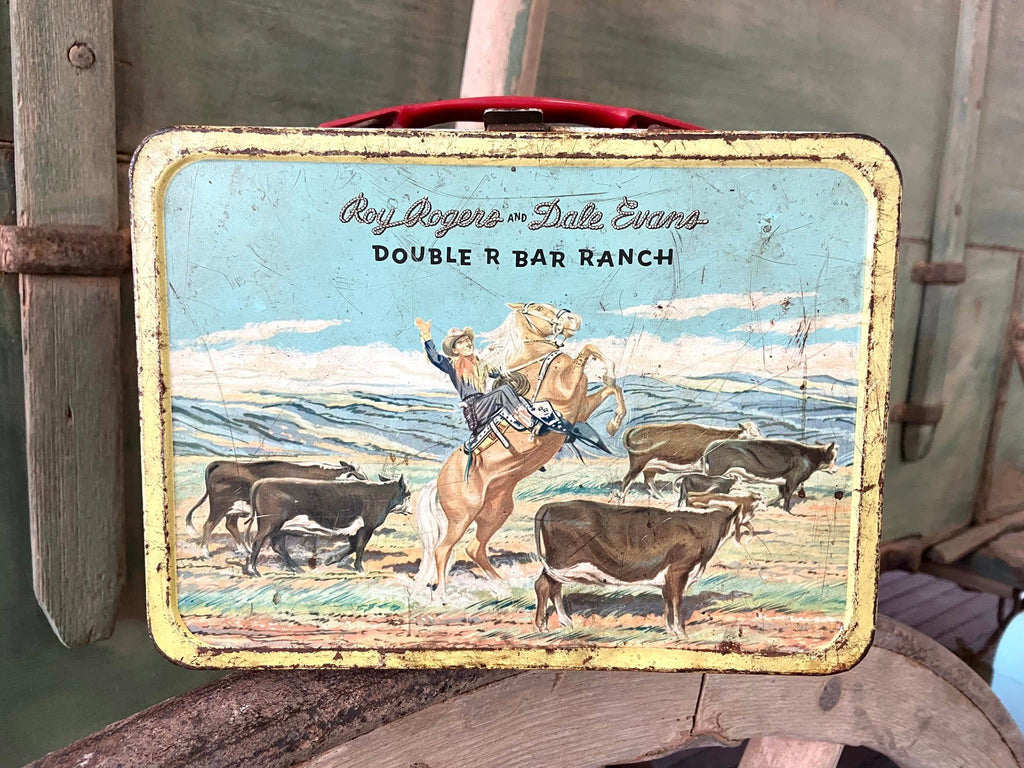 Roy Rogers AND Dale Evans
DOUBLE R BAR RANCH